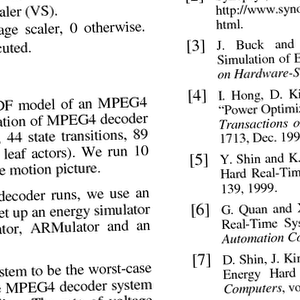 aler (VS).
age scaler, 0 otherwise.
cuted.
DF model of an MPEG4
ation of MPEG4 decoder
, 44 state transitions, 89
leaf actors). We run 10
e motion picture.
decoder runs, we use an
et up an energy simulator
ator, ARMulator and an
stem to be the worst-case
e MPEG4 decoder system
http://www.syno
html.
[3] J. Buck and
Simulation of E
on Hardware-S
[4] I. Hong, D. Ki
"Power Optimiz
Transactions o
1713, Dec. 199
[5] Y. Shin and K.
Hard Real-Tim
139, 1999.
[6] G. Quan and X
Real-Time Sys
Automation Co
[7] D. Shin, J. Kim
Energy Hard
Computers, vo